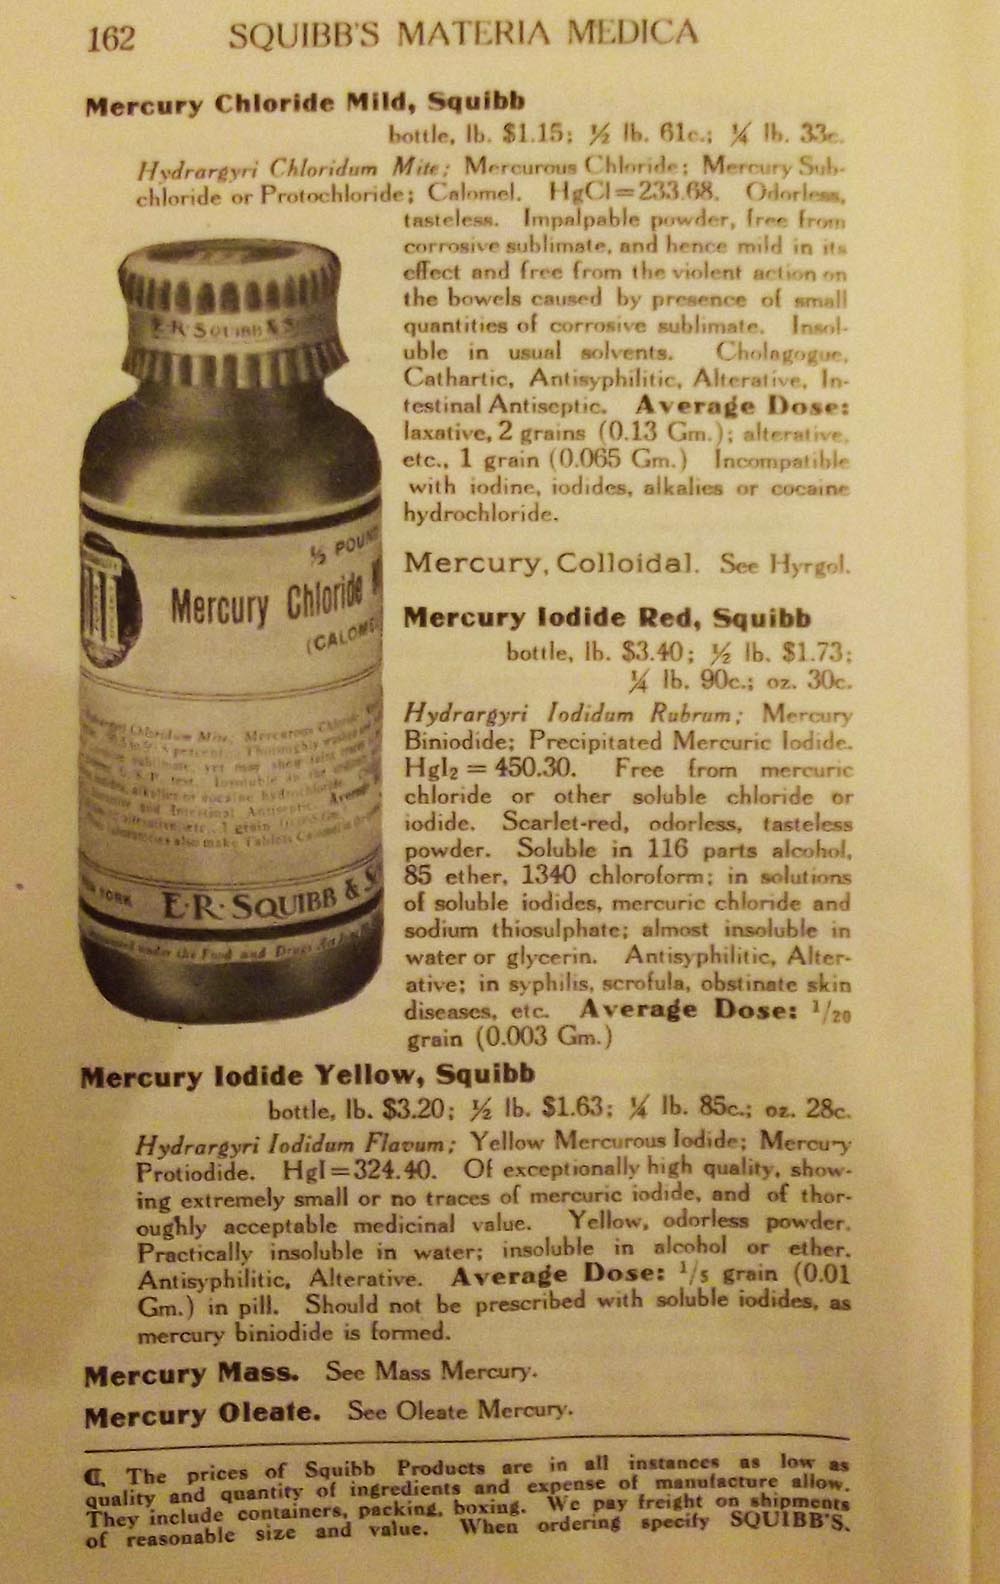 162 SQUIBB'S MATERIA MEDICA
Mercury Chloride Mild, Squibb
bottle, lb. $1.15; ½ lb. 61c.; ¼ lb. 33c.
Hydrargyri Chloridum Mite; Mercurous Chloride; Mercury Sub-
chloride or Protochloride; Calomel. HgCl=233.68. Odorless,
tasteless. Impalpable powder, free from
corrosive sublimate, and hence mild in its
effect and free from the violent action on
the bowels caused by presence of small
quantities of corrosive sublimate. Insol-
uble in usual solvents. Cholagogue,
Cathartic, Antisyphilitic, Alterative, In-
testinal Antiseptic. Average Dose:
laxative, 2 grains (0.13 Gm.); alterative,
etc., 1 grain (0.065 Gm.) Incompatible
with iodine, iodides, alkalies or cocaine
hydrochloride.
E·R·SQUIBB & S
½ POUN
Mercury Chloride M
(CALOME
Chloridum Mite; Mercurous Chloride
NEW YORK
E·R·SQUIBB & S
under the Food and Drugs Act
Mercury, Colloidal. See Hyrgol.
Mercury Iodide Red, Squibb
bottle, lb. $3.40; ½ lb. $1.73;
¼ lb. 90c.; oz. 30c.
Hydrargyri Iodidum Rubrum; Mercury
Biniodide; Precipitated Mercuric Iodide.
HgI₂ = 450.30. Free from mercuric
chloride or other soluble chloride or
iodide. Scarlet-red, odorless, tasteless
powder. Soluble in 116 parts alcohol,
85 ether, 1340 chloroform; in solutions
of soluble iodides, mercuric chloride and
sodium thiosulphate; almost insoluble in
water or glycerin. Antisyphilitic, Alter-
ative; in syphilis, scrofula, obstinate skin
diseases, etc. Average Dose: 1/20
grain (0.003 Gm.)
Mercury Iodide Yellow, Squibb
bottle, lb. $3.20; ½ lb. $1.63; ¼ lb. 85c.; oz. 28c.
Hydrargyri Iodidum Flavum; Yellow Mercurous Iodide; Mercury
Protiodide. HgI=324.40. Of exceptionally high quality, show-
ing extremely small or no traces of mercuric iodide, and of thor-
oughly acceptable medicinal value. Yellow, odorless powder.
Practically insoluble in water; insoluble in alcohol or ether.
Antisyphilitic, Alterative. Average Dose: 1/5 grain (0.01
Gm.) in pill. Should not be prescribed with soluble iodides, as
mercury biniodide is formed.
Mercury Mass. See Mass Mercury.
Mercury Oleate. See Oleate Mercury.
₵ The prices of Squibb Products are in all instances as low as
quality and quantity of ingredients and expense of manufacture allow.
They include containers, packing, boxing. We pay freight on shipments
of reasonable size and value. When ordering specify SQUIBB'S.